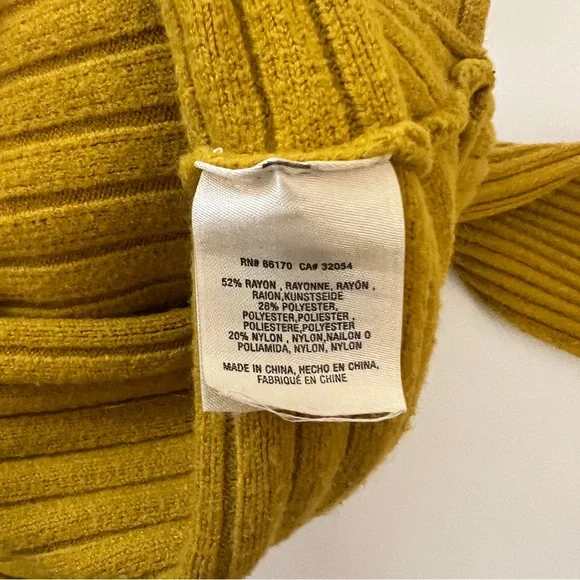 RN# 66170 CA# 32054
52% RAYON , RAYONNE, RAYÓN ,
RAION,KUNSTSEIDE
28% POLYESTER,
POLYESTER,POLIESTER ,
POLIESTERE,POLYESTER
20% NYLON , NYLON,NAILON O
POLIAMIDA, NYLON, NYLON
MADE IN CHINA, HECHO EN CHINA,
FABRIQUÉ EN CHINE